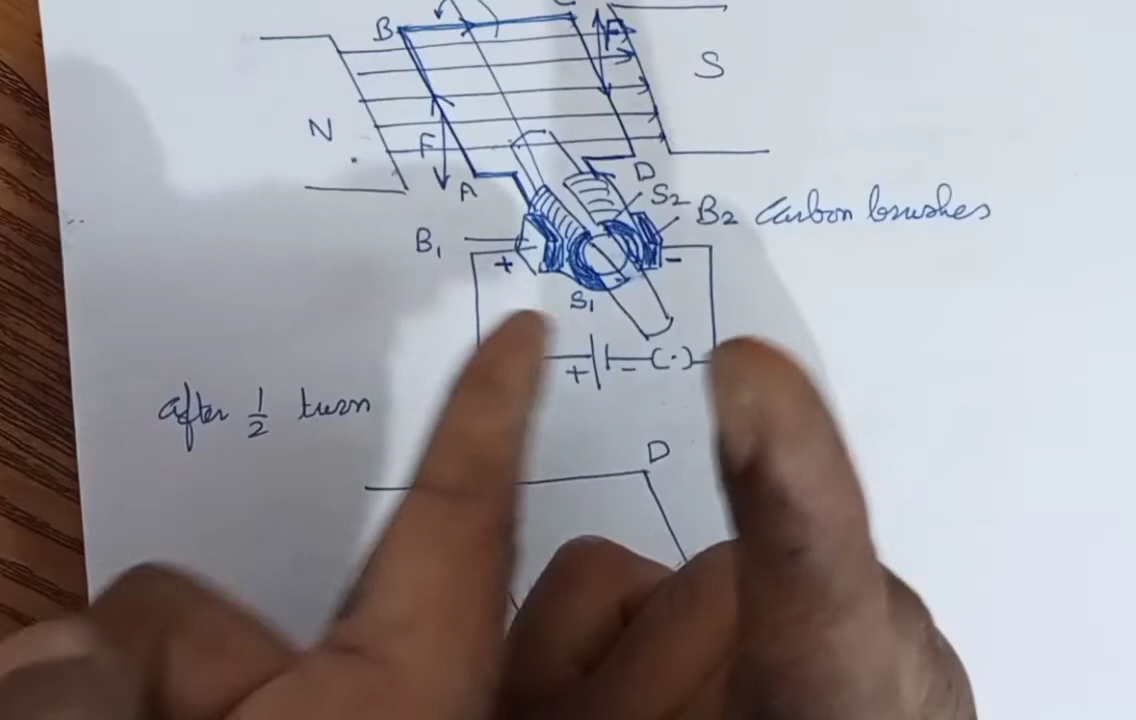 B C
F
S
N
F
A
D
S2
B2 Carbon brushes
B1
+ -
S1
+ - (·)
after 1/2 turn
D